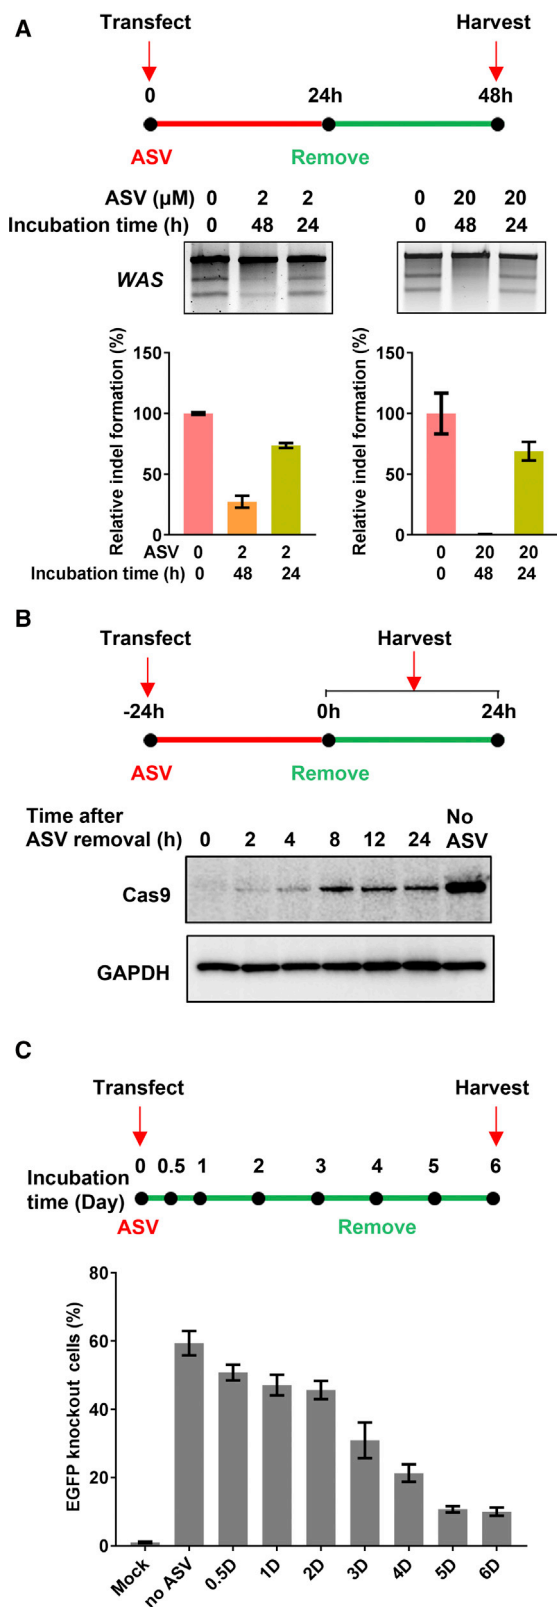 A
Transfect Harvest
0 24h 48h
ASV Remove
ASV (µM) 0 2 2 0 20 20
Incubation time (h) 0 48 24 0 48 24
WAS
Relative indel formation (%)
150
100
50
0
ASV 0 2 2
Incubation time (h) 0 48 24
Relative indel formation (%)
150
100
50
0
0 20 20
0 48 24
B
Transfect Harvest
-24h 0h 24h
ASV Remove
Time after No
ASV removal (h) 0 2 4 8 12 24 ASV
Cas9
GAPDH
C
Transfect Harvest
Incubation 0 0.5 1 2 3 4 5 6
time (Day)
ASV Remove
EGFP knockout cells (%)
80
60
40
20
0
Mock no ASV 0.5D 1D 2D 3D 4D 5D 6D